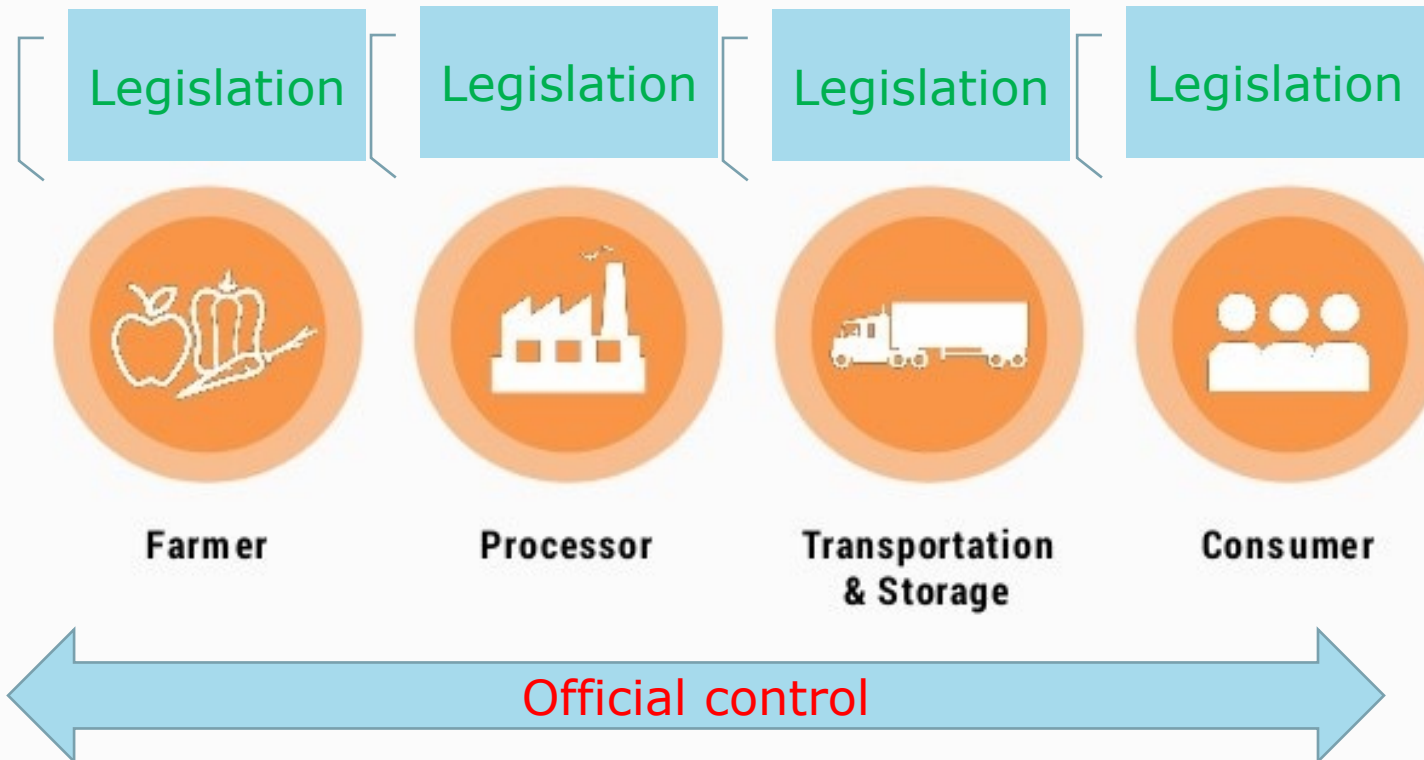 Legislation
Legislation
Legislation
Legislation
Farmer
Processor
Transportation
& Storage
Consumer
Official control